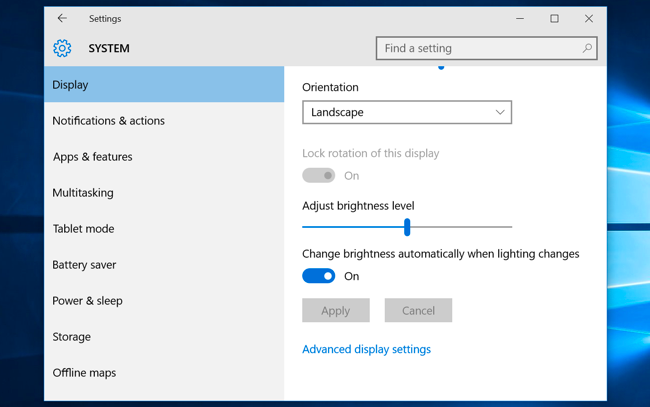 Settings
SYSTEM
Find a setting
Display
Notifications & actions
Apps & features
Multitasking
Tablet mode
Battery saver
Power & sleep
Storage
Offline maps
Orientation
Landscape
Lock rotation of this display
On
Adjust brightness level
Change brightness automatically when lighting changes
On
Apply Cancel
Advanced display settings